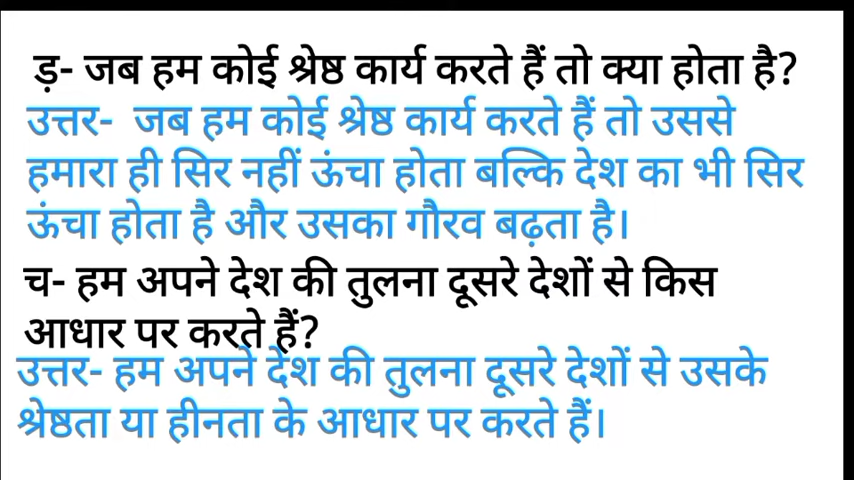 ड़- जब हम कोई श्रेष्ठ कार्य करते हैं तो क्या होता है?
उत्तर- जब हम कोई श्रेष्ठ कार्य करते हैं तो उससे
हमारा ही सिर नहीं ऊंचा होता बल्कि देश का भी सिर
ऊंचा होता है और उसका गौरव बढ़ता है।
च- हम अपने देश की तुलना दूसरे देशों से किस
आधार पर करते हैं?
उत्तर- हम अपने देश की तुलना दूसरे देशों से उसके
श्रेष्ठता या हीनता के आधार पर करते हैं।